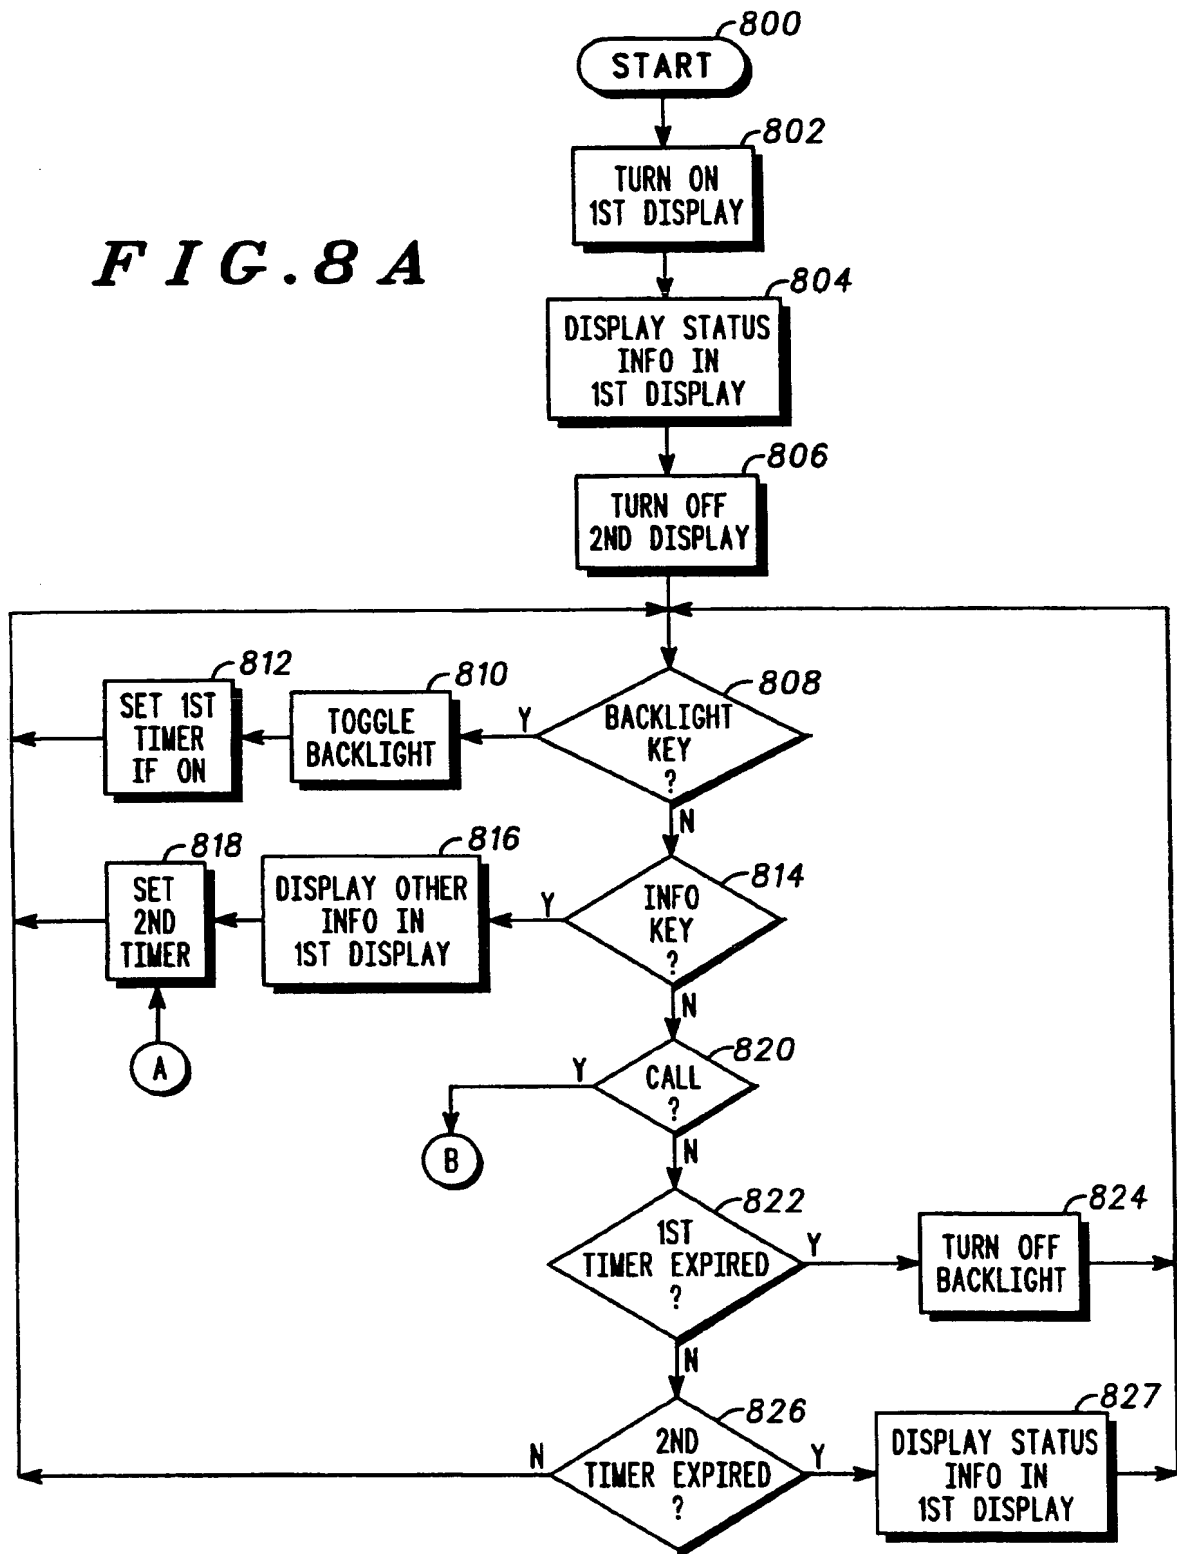 800
START
802
TURN ON
1ST DISPLAY
FIG.8A
804
DISPLAY STATUS
INFO IN
1ST DISPLAY
806
TURN OFF
2ND DISPLAY
812
SET 1ST
TIMER
IF ON
810
TOGGLE
BACKLIGHT
Y
808
BACKLIGHT
KEY
?
N
818
SET
2ND
TIMER
816
DISPLAY OTHER
INFO IN
1ST DISPLAY
Y
814
INFO
KEY
?
N
A
Y
820
CALL
?
B
N
822
1ST
TIMER EXPIRED
?
Y
824
TURN OFF
BACKLIGHT
N
N
826
2ND
TIMER EXPIRED
?
Y
827
DISPLAY STATUS
INFO IN
1ST DISPLAY